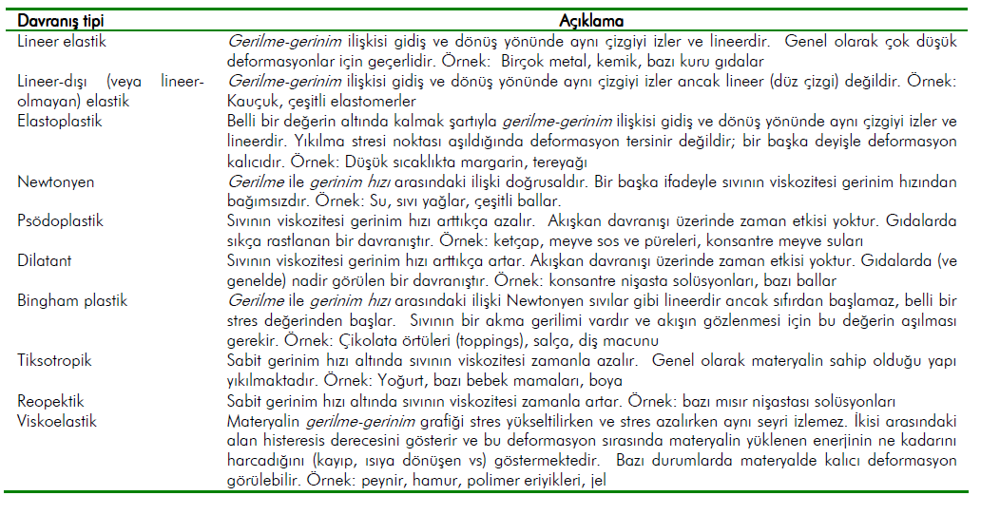 Davranış tipi Açıklama
Lineer elastik Gerilme-gerinim ilişkisi gidiş ve dönüş yönünde aynı çizgiyi izler ve lineerdir. Genel olarak çok düşük
deformasyonlar için geçerlidir. Örnek: Birçok metal, kemik, bazı kuru gıdalar
Lineer-dışı (veya lineer- Gerilme-gerinim ilişkisi gidiş ve dönüş yönünde aynı çizgiyi izler ancak lineer (düz çizgi) değildir. Örnek:
olmayan) elastik Kauçuk, çeşitli elastomerler
Elastoplastik Belli bir değerin altında kalmak şartıyla gerilme-gerinim ilişkisi gidiş ve dönüş yönünde aynı çizgiyi izler ve
lineerdir. Yıkılma stresi noktası aşıldığında deformasyon tersinir değildir; bir başka deyişle deformasyon
kalıcıdır. Örnek: Düşük sıcaklıkta margarin, tereyağı
Newtonyen Gerilme ile gerinim hızı arasındaki ilişki doğrusaldır. Bir başka ifadeyle sıvının viskozitesi gerinim hızından
bağımsızdır. Örnek: Su, sıvı yağlar, çeşitli ballar.
Psödoplastik Sıvının viskozitesi gerinim hızı arttıkça azalır. Akışkan davranışı üzerinde zaman etkisi yoktur. Gıdalarda
sıkça rastlanan bir davranıştır. Örnek: ketçap, meyve sos ve püreleri, konsantre meyve suları
Dilatant Sıvının viskozitesi gerinim hızı arttıkça artar. Akışkan davranışı üzerinde zaman etkisi yoktur. Gıdalarda (ve
genelde) nadir görülen bir davranıştır. Örnek: konsantre nişasta solüsyonları, bazı ballar
Bingham plastik Gerilme ile gerinim hızı arasındaki ilişki Newtonyen sıvılar gibi lineerdir ancak sıfırdan başlamaz, belli bir
stres değerinden başlar. Sıvının bir akma gerilimi vardır ve akışın gözlenmesi için bu değerin aşılması
gerekir. Örnek: Çikolata örtüleri (toppings), salça, diş macunu
Tiksotropik Sabit gerinim hızı altında sıvının viskozitesi zamanla azalır. Genel olarak materyalin sahip olduğu yapı
yıkılmaktadır. Örnek: Yoğurt, bazı bebek mamaları, boya
Reopektik Sabit gerinim hızı altında sıvının viskozitesi zamanla artar. Örnek: bazı mısır nişastası solüsyonları
Viskoelastik Materyalin gerilme-gerinim grafiği stres yükseltilirken ve stres azalırken aynı seyri izlemez. İkisi arasındaki
alan histeresis derecesini gösterir ve bu deformasyon sırasında materyalin yüklenen enerjinin ne kadarını
harcadığını (kayıp, ısıya dönüşen vs) göstermektedir. Bazı durumlarda materyalde kalıcı deformasyon
görülebilir. Örnek: peynir, hamur, polimer eriyikleri, jel